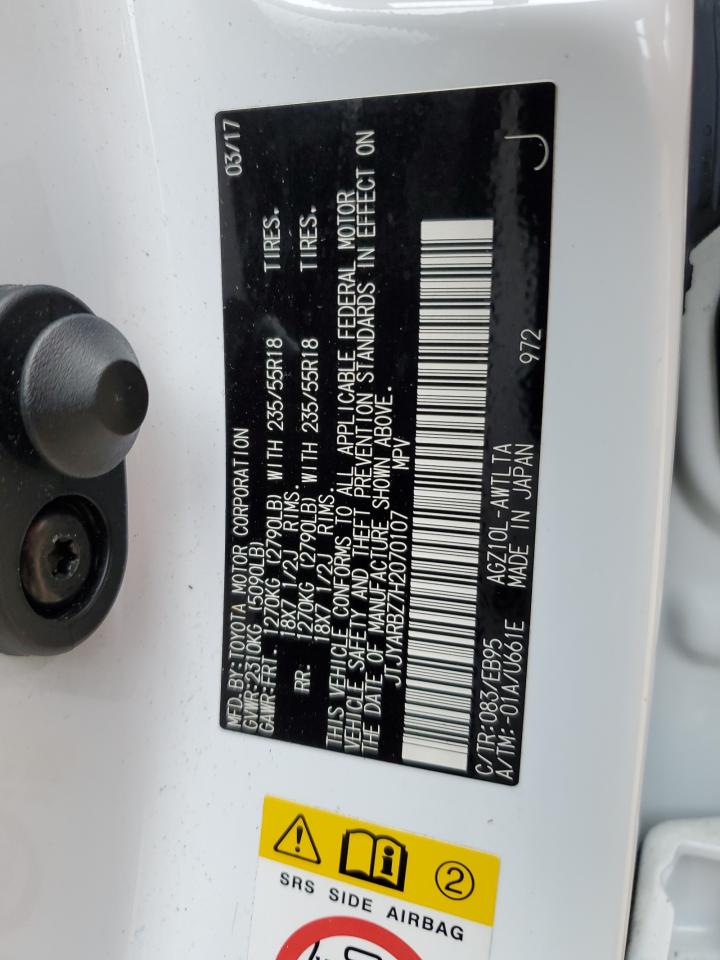 MFD.BY:TOYOTA MOTOR CORPORATION 03/17
GVWR:2310KG (5090LB)
GAWR:FRT. 1270KG (2790LB) WITH 235/55R18 TIRES.
18X7 1/2J RIMS.
RR. 1270KG (2790LB) WITH 235/55R18 TIRES.
18X7 1/2J RIMS.
THIS VEHICLE CONFORMS TO ALL APPLICABLE FEDERAL MOTOR
VEHICLE SAFETY AND THEFT PREVENTION STANDARDS IN EFFECT ON
THE DATE OF MANUFACTURE SHOWN ABOVE.
JTJYARBZ7H2070107 MPV
C/TR:083/EB95 AGZ10L-AWTLTA 972 J
A/TM:-01A/U661E MADE IN JAPAN
2
SRS SIDE AIRBAG